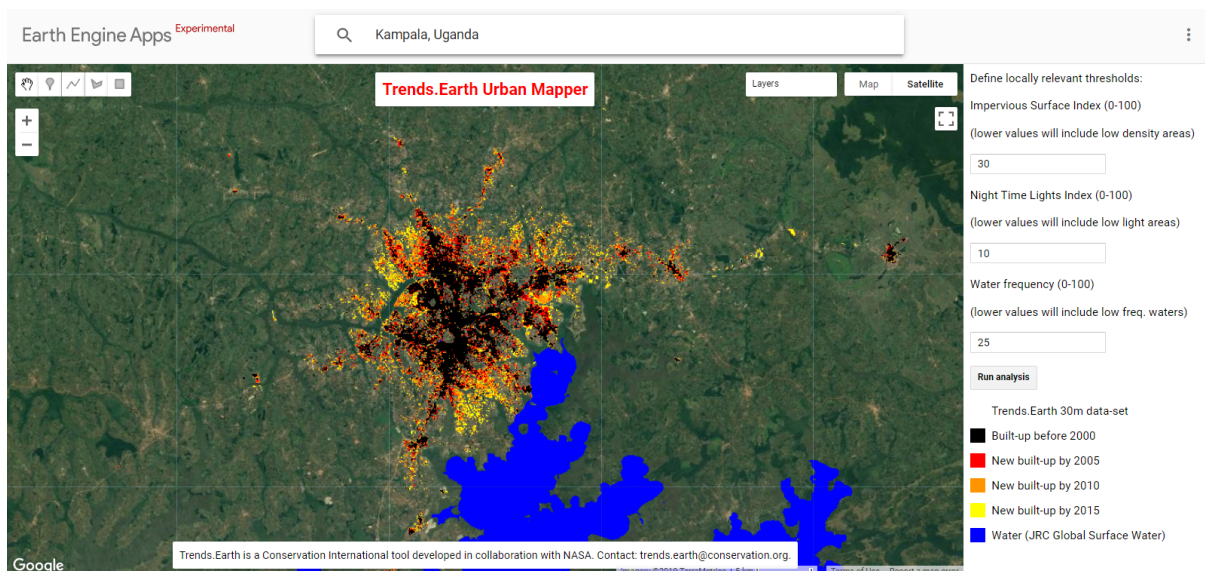 Earth Engine Apps Experimental
Kampala, Uganda
Trends.Earth Urban Mapper
Layers
Map Satellite
Define locally relevant thresholds:
Impervious Surface Index (0-100)
(lower values will include low density areas)
30
Night Time Lights Index (0-100)
(lower values will include low light areas)
10
Water frequency (0-100)
(lower values will include low freq. waters)
25
Run analysis
Trends.Earth 30m data-set
Built-up before 2000
New built-up by 2005
New built-up by 2010
New built-up by 2015
Water (JRC Global Surface Water)
Trends.Earth is a Conservation International tool developed in collaboration with NASA. Contact: trends.earth@conservation.org.
Google